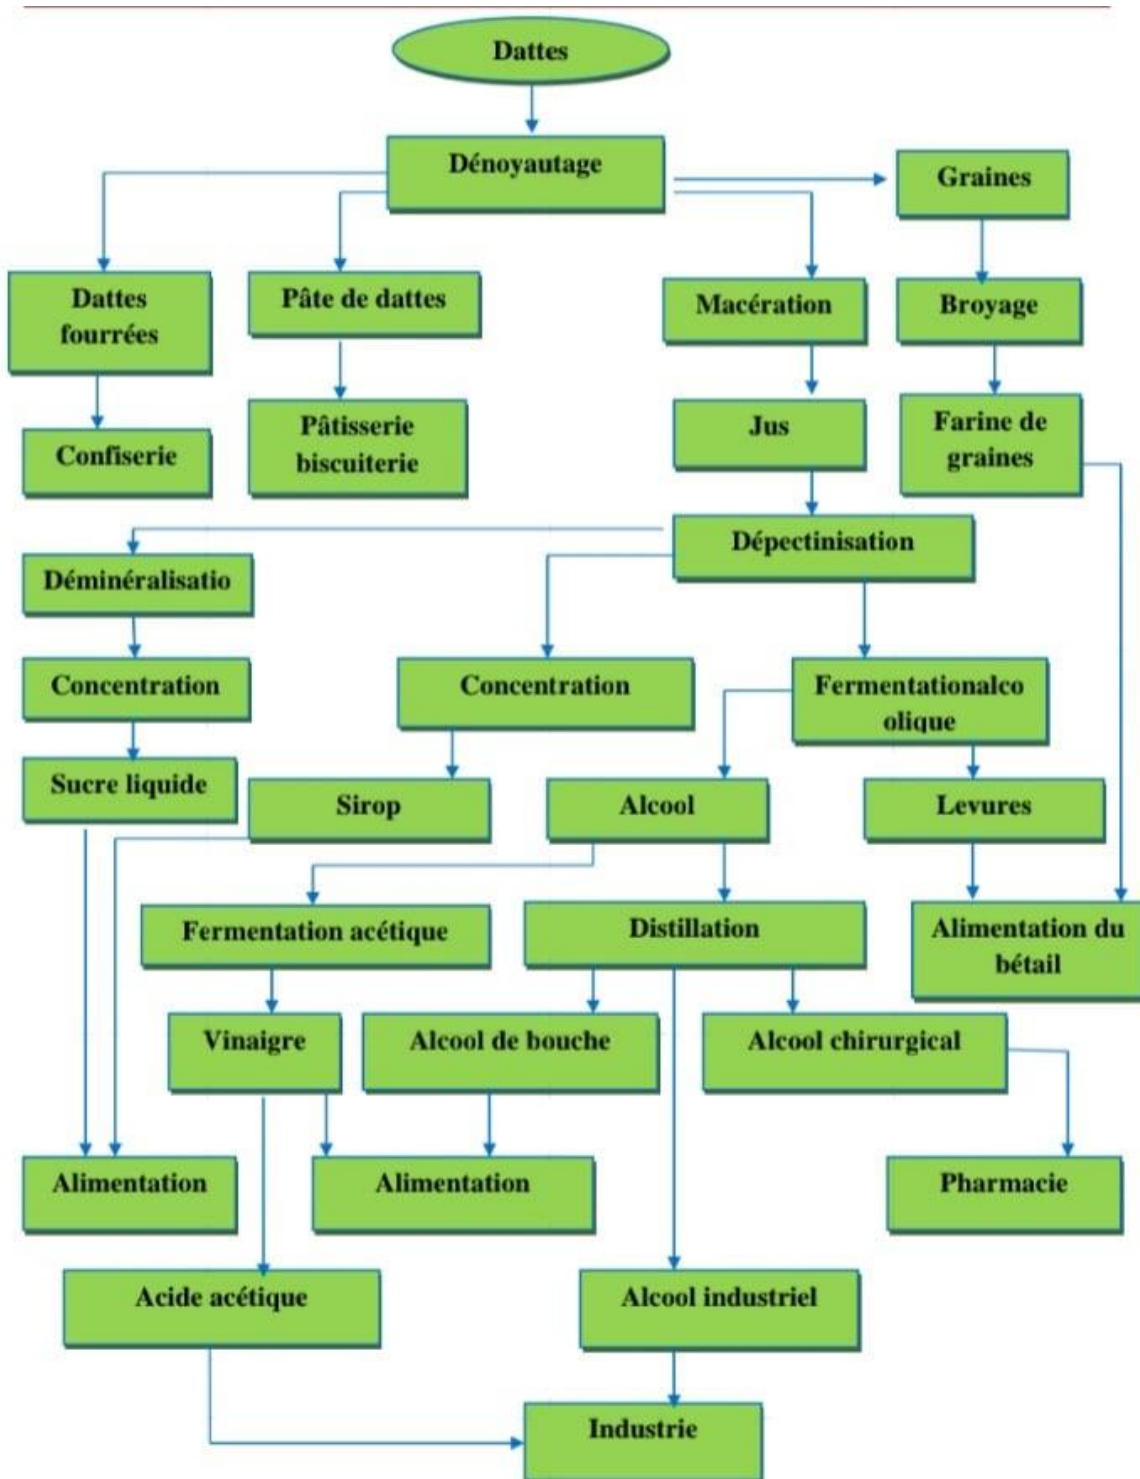 Dattes
Dénoyautage
Graines
Dattes
fourrées
Pâte de dattes
Macération
Broyage
Confiserie
Pâtisserie
biscuiterie
Jus
Farine de
graines
Dépectinisation
Déminéralisatio
Concentration
Concentration
Fermentationalco
olique
Sucre liquide
Sirop
Alcool
Levures
Fermentation acétique
Distillation
Alimentation du
bétail
Vinaigre
Alcool de bouche
Alcool chirurgical
Alimentation
Alimentation
Pharmacie
Acide acétique
Alcool industriel
Industrie